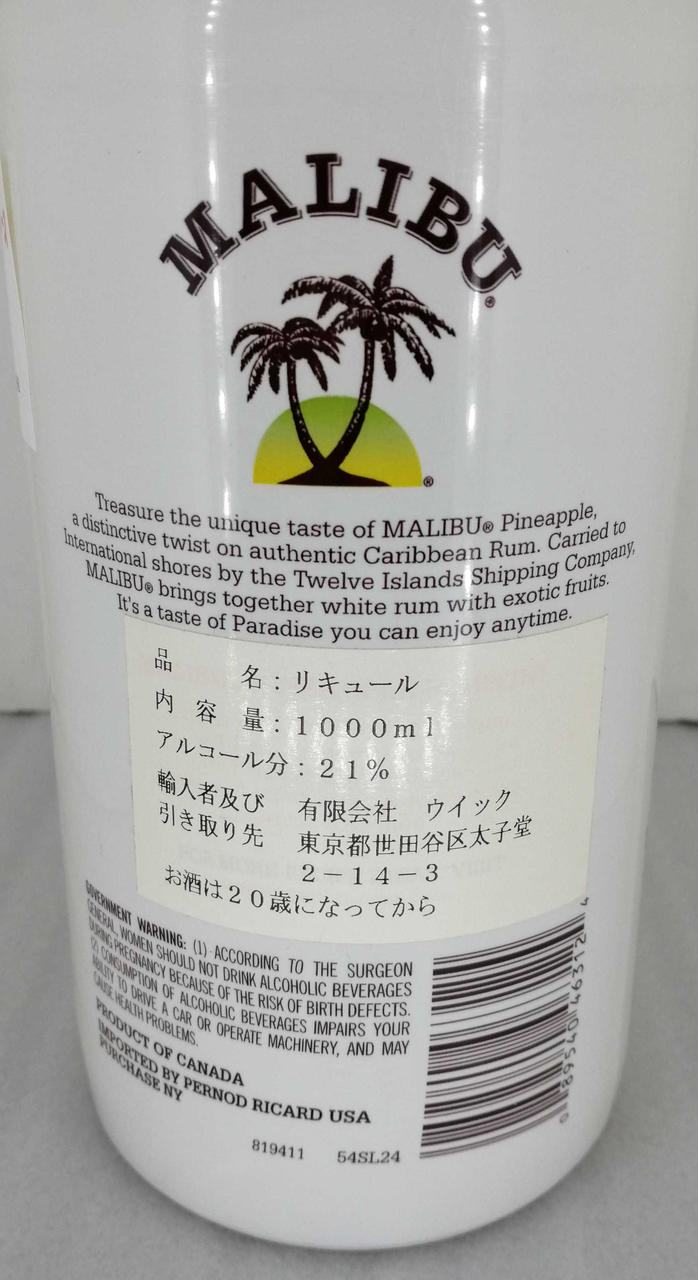 MALIBU®
®
Treasure the unique taste of MALIBU® Pineapple,
a distinctive twist on authentic Caribbean Rum. Carried to
International shores by the Twelve Islands Shipping Company,
MALIBU® brings together white rum with exotic fruits.
It's a taste of Paradise you can enjoy anytime.
品　　名：リキュール
内　容　量：１０００ｍｌ
アルコール分：２１％
輸入者及び　有限会社　ウイック
引き取り先　東京都世田谷区太子堂
２－１４－３
お酒は２０歳になってから
GOVERNMENT WARNING: (1) ACCORDING TO THE SURGEON
GENERAL, WOMEN SHOULD NOT DRINK ALCOHOLIC BEVERAGES
DURING PREGNANCY BECAUSE OF THE RISK OF BIRTH DEFECTS.
(2) CONSUMPTION OF ALCOHOLIC BEVERAGES IMPAIRS YOUR
ABILITY TO DRIVE A CAR OR OPERATE MACHINERY, AND MAY
CAUSE HEALTH PROBLEMS.
PRODUCT OF CANADA
IMPORTED BY PERNOD RICARD USA
PURCHASE NY
819411 54SL24
0 89540 46312 4